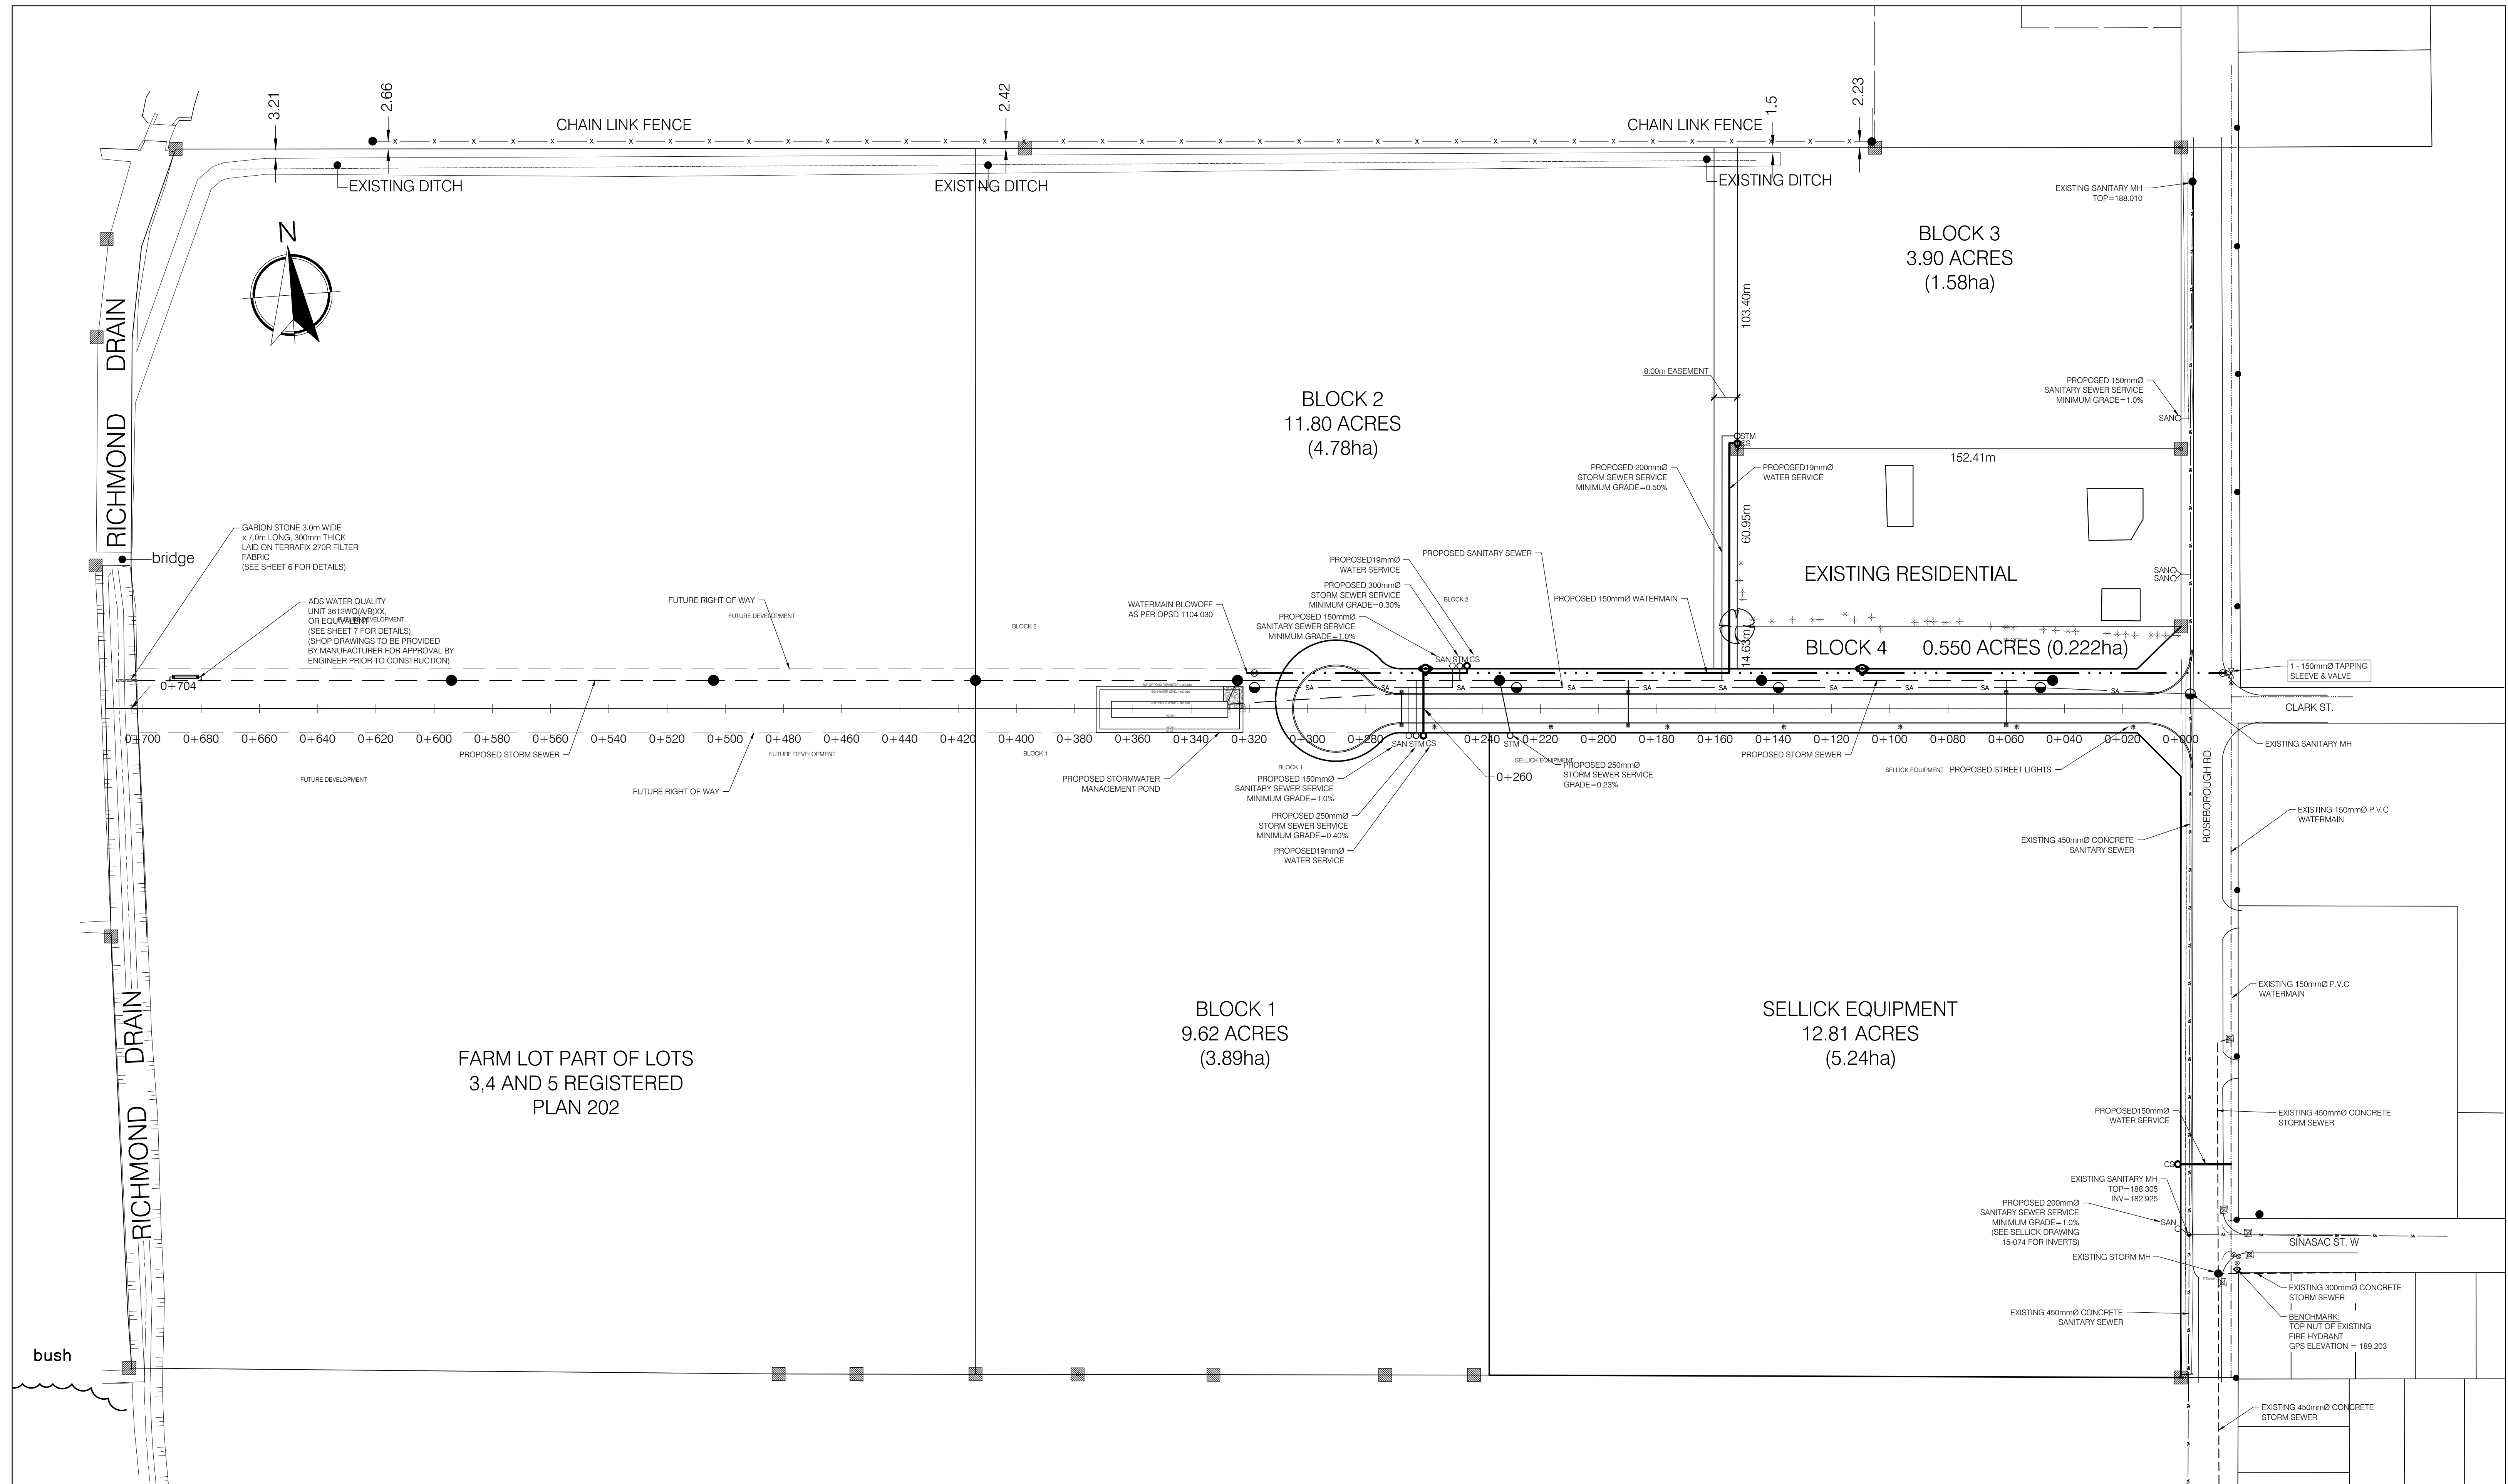 3.21
2.66
2.42
1.5
2.23
CHAIN LINK FENCE
CHAIN LINK FENCE
EXISTING DITCH
EXISTING DITCH
EXISTING DITCH
N
EXISTING SANITARY MH
TOP=188.010
BLOCK 3
3.90 ACRES
(1.58ha)
RICHMOND DRAIN
103.40m
8.00m EASEMENT
BLOCK 2
11.80 ACRES
(4.78ha)
PROPOSED 150mmØ
SANITARY SEWER SERVICE
MINIMUM GRADE=1.0%
SAN
STM
CS
152.41m
PROPOSED 200mmØ
STORM SEWER SERVICE
MINIMUM GRADE=0.50%
PROPOSED19mmØ
WATER SERVICE
60.95m
GABION STONE 3.0m WIDE
x 7.0m LONG, 300mm THICK
LAID ON TERRAFIX 270R FILTER
FABRIC
(SEE SHEET 6 FOR DETAILS)
bridge
ADS WATER QUALITY
UNIT 3612WQ(A/B)XX,
OR EQUIVALENT
(SEE SHEET 7 FOR DETAILS)
(SHOP DRAWINGS TO BE PROVIDED
BY MANUFACTURER FOR APPROVAL BY
ENGINEER PRIOR TO CONSTRUCTION)
FUTURE DEVELOPMENT
FUTURE RIGHT OF WAY
FUTURE DEVELOPMENT
BLOCK 2
WATERMAIN BLOWOFF
AS PER OPSD 1104.030
PROPOSED19mmØ
WATER SERVICE
PROPOSED 300mmØ
STORM SEWER SERVICE
MINIMUM GRADE=0.30%
PROPOSED 150mmØ
SANITARY SEWER SERVICE
MINIMUM GRADE=1.0%
PROPOSED SANITARY SEWER
BLOCK 2
PROPOSED 150mmØ WATERMAIN
EXISTING RESIDENTIAL
SAN
SAN
14.63m
BLOCK 4 0.550 ACRES (0.222ha)
1 - 150mmØ TAPPING
SLEEVE & VALVE
SAN STM CS
SA SA SA SA SA SA SA SA SA SA
0+704
CLARK ST.
0+700 0+680 0+660 0+640 0+620 0+600 0+580 0+560 0+540 0+520 0+500 0+480 0+460 0+440 0+420 0+400 0+380 0+360 0+340 0+320 0+300 0+280 SAN STM CS 0+240 STM 0+220 0+200 0+180 0+160 0+140 0+120 0+100 0+080 0+060 0+040 0+020 0+000
EXISTING SANITARY MH
PROPOSED STORM SEWER
FUTURE DEVELOPMENT
BLOCK 1
FUTURE DEVELOPMENT
FUTURE RIGHT OF WAY
PROPOSED STORMWATER
MANAGEMENT POND
BLOCK 1
PROPOSED 150mmØ
SANITARY SEWER SERVICE
MINIMUM GRADE=1.0%
PROPOSED 250mmØ
STORM SEWER SERVICE
MINIMUM GRADE=0.40%
PROPOSED19mmØ
WATER SERVICE
0+260
SELLICK EQUIPMENT
PROPOSED 250mmØ
STORM SEWER SERVICE
GRADE=0.23%
PROPOSED STORM SEWER
SELLICK EQUIPMENT
PROPOSED STREET LIGHTS
ROSEBOROUGH RD.
EXISTING 150mmØ P.V.C
WATERMAIN
EXISTING 450mmØ CONCRETE
SANITARY SEWER
EXISTING 150mmØ P.V.C
WATERMAIN
RICHMOND DRAIN
FARM LOT PART OF LOTS
3,4 AND 5 REGISTERED
PLAN 202
BLOCK 1
9.62 ACRES
(3.89ha)
SELLICK EQUIPMENT
12.81 ACRES
(5.24ha)
PROPOSED150mmØ
WATER SERVICE
EXISTING 450mmØ CONCRETE
STORM SEWER
CS
EXISTING SANITARY MH
TOP=188.305
INV=182.925
PROPOSED 200mmØ
SANITARY SEWER SERVICE
MINIMUM GRADE=1.0%
(SEE SELLICK DRAWING
15-074 FOR INVERTS)
SAN
SINASAC ST. W
EXISTING STORM MH
EXISTING 300mmØ CONCRETE
STORM SEWER
EXISTING 450mmØ CONCRETE
SANITARY SEWER
BENCHMARK:
TOP NUT OF EXISTING
FIRE HYDRANT
GPS ELEVATION = 189.203
bush
EXISTING 450mmØ CONCRETE
STORM SEWER